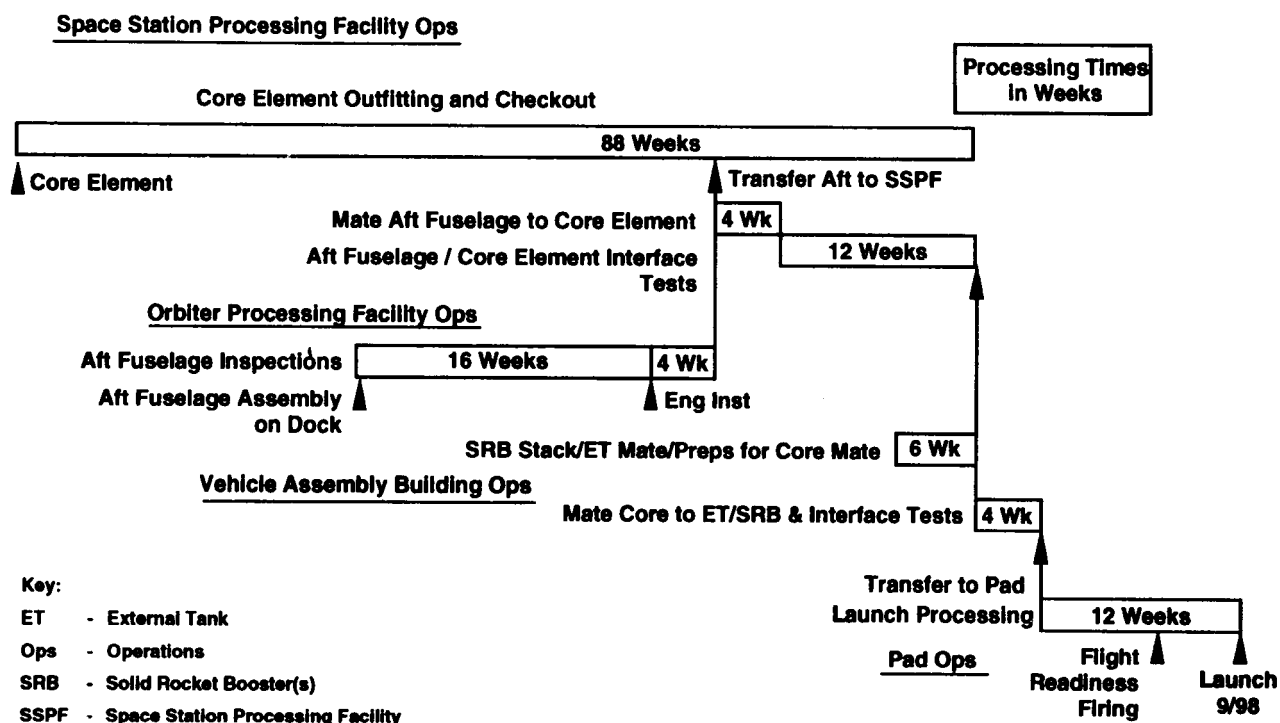 Space Station Processing Facility Ops
Processing Times
in Weeks
Core Element Outfitting and Checkout
88 Weeks
Core Element
Transfer Aft to SSPF
Mate Aft Fuselage to Core Element
4 Wk
Aft Fuselage / Core Element Interface
Tests
12 Weeks
Orbiter Processing Facility Ops
Aft Fuselage Inspections
16 Weeks
4 Wk
Aft Fuselage Assembly
on Dock
Eng Inst
SRB Stack/ET Mate/Preps for Core Mate
6 Wk
Vehicle Assembly Building Ops
Mate Core to ET/SRB & Interface Tests
4 Wk
Transfer to Pad
Launch Processing
12 Weeks
Pad Ops
Flight
Readiness
Firing
Launch
9/98
Key:
ET - External Tank
Ops - Operations
SRB - Solid Rocket Booster(s)
SSPF - Space Station Processing Facility